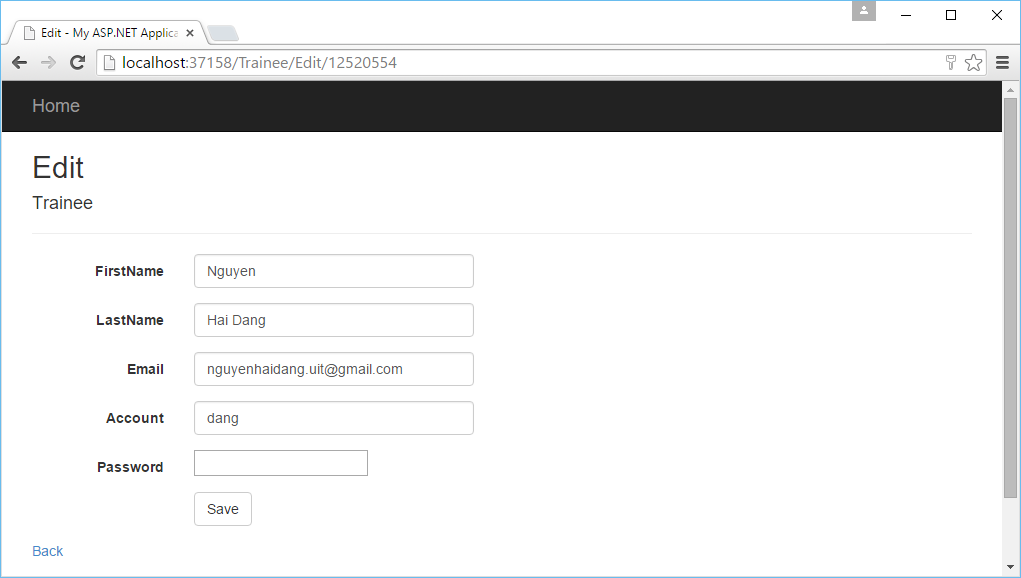 Edit - My ASP.NET Applica
localhost:37158/Trainee/Edit/12520554
Home
Edit
Trainee
FirstName Nguyen
LastName Hai Dang
Email nguyenhaidang.uit@gmail.com
Account dang
Password
Save
Back